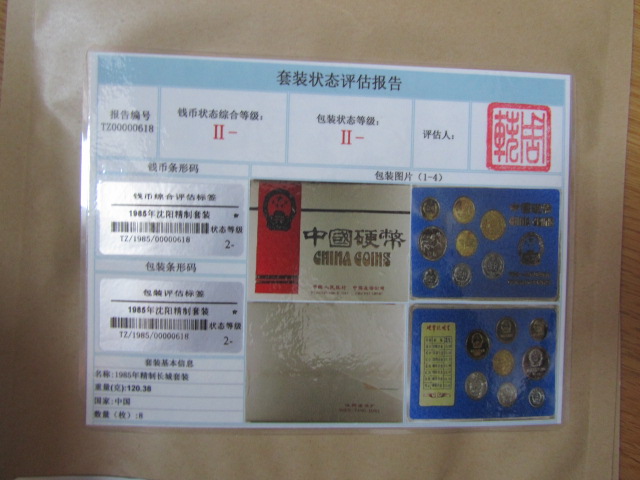 套装状态评估报告
报告编号
TZ00000618
钱币状态综合等级:
II-
包装状态等级:
II-
评估人:
钱币条形码
包装图片（1-4）
钱币综合评估标签
1985年沈阳精制套装
状态等级
TZ/1985/00000618
2-
包装条形码
包装评估标签
1985年沈阳精制套装
状态等级
TZ/1985/00000618
2-
套装基本信息
名称:1985年精制长城套装
重量(克):120.38
国家:中国
数量（枚）:8
中國硬幣
CHINA COINS
中国人民银行